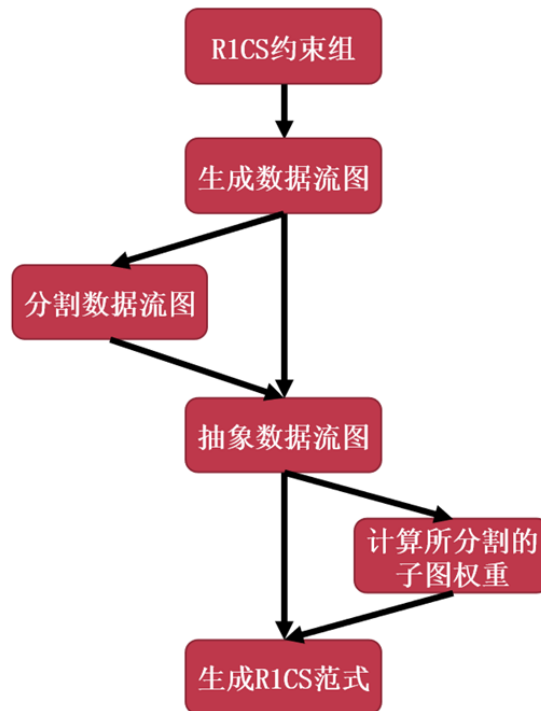 R1CS约束组
生成数据流图
分割数据流图
抽象数据流图
计算所分割的
子图权重
生成R1CS范式